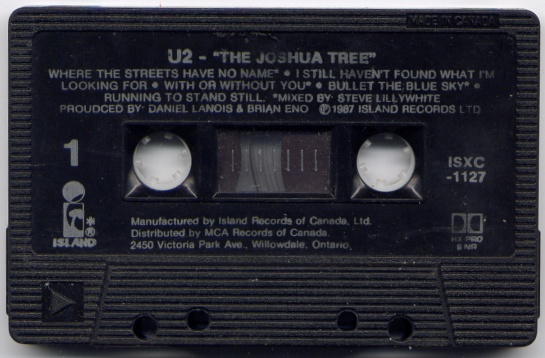 MADE IN CANADA
U2 - "THE JOSHUA TREE"
WHERE THE STREETS HAVE NO NAME* • I STILL HAVEN'T FOUND WHAT I'M
LOOKING FOR • WITH OR WITHOUT YOU* • BULLET THE BLUE SKY* •
RUNNING TO STAND STILL. *MIXED BY: STEVE LILLYWHITE
PROUDCED BY: DANIEL LANOIS & BRIAN ENO ℗1987 ISLAND RECORDS LTD
1
ISXC
-1127
ISLAND
*®
Manufactured by Island Records of Canada, Ltd.
Distributed by MCA Records of Canada.
2450 Victoria Park Ave., Willowdale, Ontario.
HX PRO
B NR